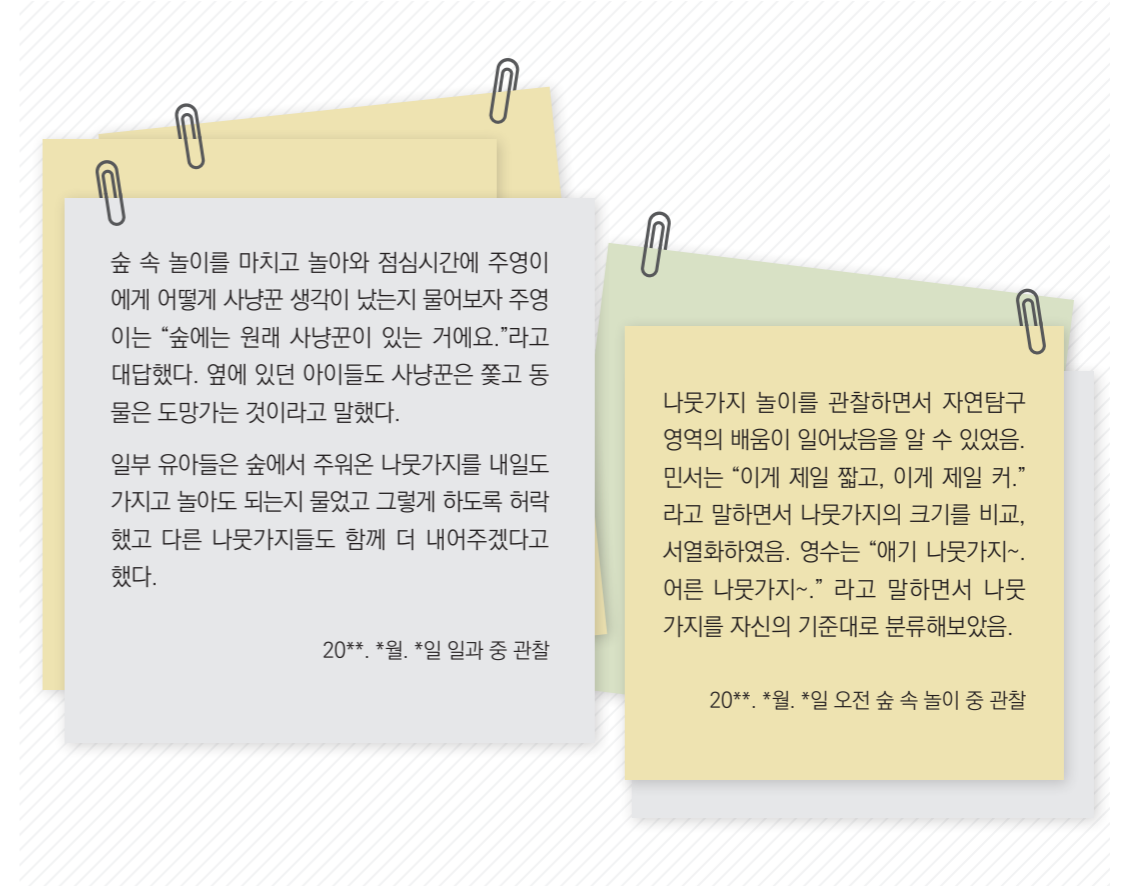 숲 속 놀이를 마치고 놀아와 점심시간에 주영이
에게 어떻게 사냥꾼 생각이 났는지 물어보자 주영
이는 “숲에는 원래 사냥꾼이 있는 거에요.”라고
대답했다. 옆에 있던 아이들도 사냥꾼은 쫓고 동
물은 도망가는 것이라고 말했다.
일부 유아들은 숲에서 주워온 나뭇가지를 내일도
가지고 놀아도 되는지 물었고 그렇게 하도록 허락
했고 다른 나뭇가지들도 함께 더 내어주겠다고
했다.
20**. *월. *일 일과 중 관찰
나뭇가지 놀이를 관찰하면서 자연탐구
영역의 배움이 일어났음을 알 수 있었음.
민서는 “이게 제일 짧고, 이게 제일 커.”
라고 말하면서 나뭇가지의 크기를 비교,
서열화하였음. 영수는 “애기 나뭇가지~.
어른 나뭇가지~.” 라고 말하면서 나뭇
가지를 자신의 기준대로 분류해보았음.
20**. *월. *일 오전 숲 속 놀이 중 관찰